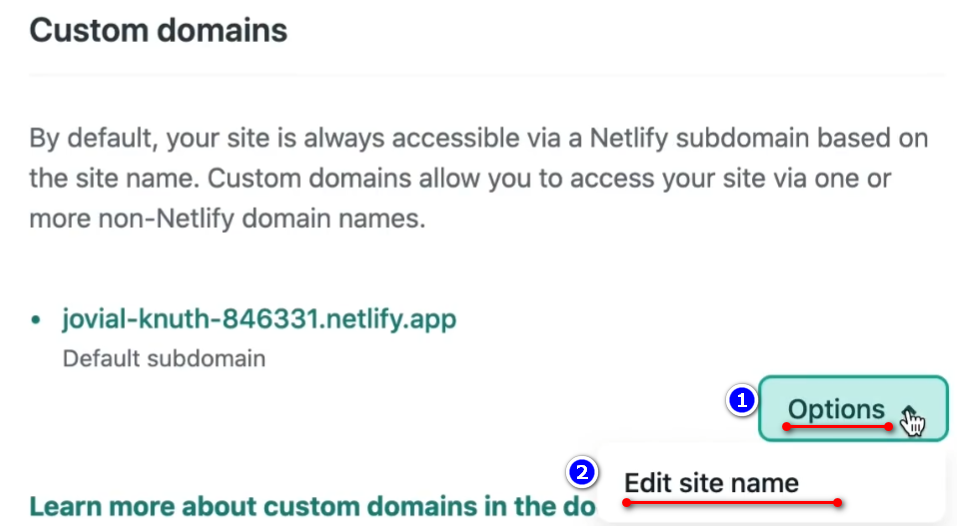 Custom domains
By default, your site is always accessible via a Netlify subdomain based on
the site name. Custom domains allow you to access your site via one or
more non-Netlify domain names.
• jovial-knuth-846331.netlify.app
Default subdomain
1 Options
2 Edit site name
Learn more about custom domains in the do